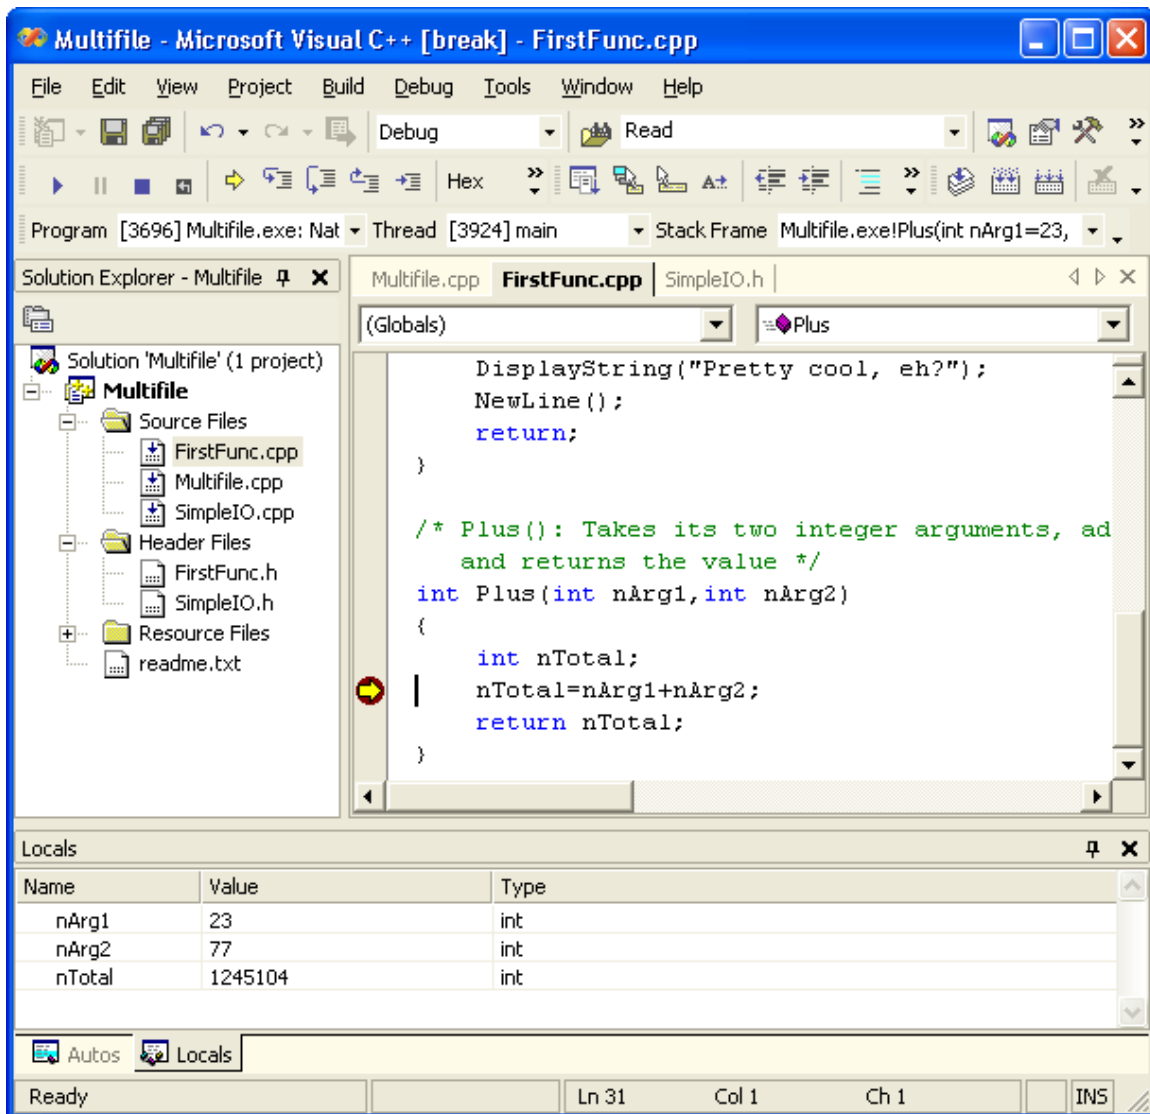 Multifile - Microsoft Visual C++ [break] - FirstFunc.cpp
File Edit View Project Build Debug Tools Window Help
Debug Read
Hex
Program [3696] Multifile.exe: Nat Thread [3924] main Stack Frame Multifile.exe!Plus(int nArg1=23,
Solution Explorer - Multifile
Solution 'Multifile' (1 project)
Multifile
Source Files
FirstFunc.cpp
Multifile.cpp
SimpleIO.cpp
Header Files
FirstFunc.h
SimpleIO.h
Resource Files
readme.txt
Multifile.cpp FirstFunc.cpp SimpleIO.h
(Globals) Plus
DisplayString("Pretty cool, eh?");
NewLine();
return;
}
/* Plus(): Takes its two integer arguments, ad
and returns the value */
int Plus(int nArg1,int nArg2)
{
int nTotal;
nTotal=nArg1+nArg2;
return nTotal;
}
Locals
Name Value Type
nArg1 23 int
nArg2 77 int
nTotal 1245104 int
Autos Locals
Ready Ln 31 Col 1 Ch 1 INS